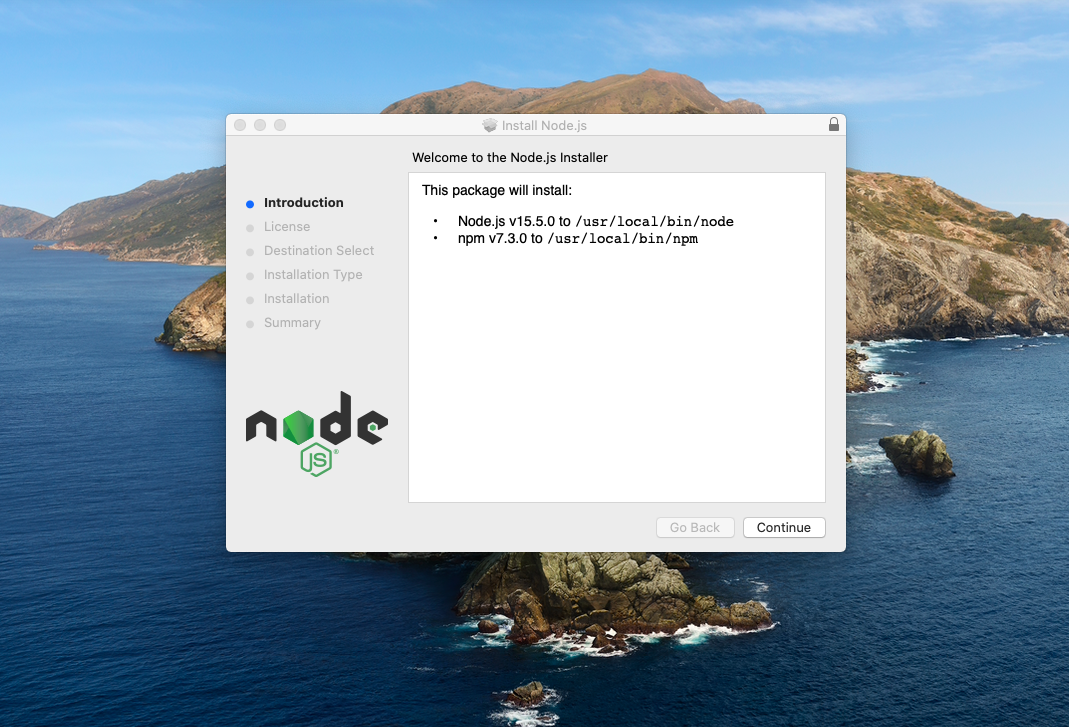 Install Node.js
Welcome to the Node.js Installer
Introduction
License
Destination Select
Installation Type
Installation
Summary
This package will install:
• Node.js v15.5.0 to /usr/local/bin/node
• npm v7.3.0 to /usr/local/bin/npm
node
JS®
Go Back
Continue